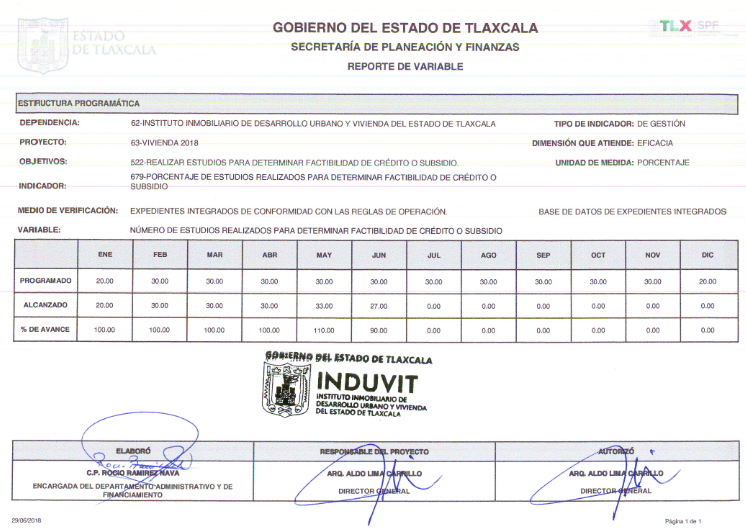 ESTADO
DE TLAXCALA
GOBIERNO DEL ESTADO DE TLAXCALA
SECRETARÍA DE PLANEACIÓN Y FINANZAS
REPORTE DE VARIABLE
TLX SPF
ESTRUCTURA PROGRAMÁTICA
DEPENDENCIA: 62-INSTITUTO INMOBILIARIO DE DESARROLLO URBANO Y VIVIENDA DEL ESTADO DE TLAXCALA TIPO DE INDICADOR: DE GESTIÓN
PROYECTO: 63-VIVIENDA 2018 DIMENSIÓN QUE ATIENDE: EFICACIA
OBJETIVOS: 522-REALIZAR ESTUDIOS PARA DETERMINAR FACTIBILIDAD DE CRÉDITO O SUBSIDIO. UNIDAD DE MEDIDA: PORCENTAJE
INDICADOR: 679-PORCENTAJE DE ESTUDIOS REALIZADOS PARA DETERMINAR FACTIBILIDAD DE CRÉDITO O
SUBSIDIO
MEDIO DE VERIFICACIÓN: EXPEDIENTES INTEGRADOS DE CONFORMIDAD CON LAS REGLAS DE OPERACIÓN. BASE DE DATOS DE EXPEDIENTES INTEGRADOS
VARIABLE: NÚMERO DE ESTUDIOS REALIZADOS PARA DETERMINAR FACTIBILIDAD DE CRÉDITO O SUBSIDIO
ENE FEB MAR ABR MAY JUN JUL AGO SEP OCT NOV DIC
PROGRAMADO 20.00 30.00 30.00 30.00 30.00 30.00 30.00 30.00 30.00 30.00 30.00 20.00
ALCANZADO 20.00 30.00 30.00 30.00 33.00 27.00 0.00 0.00 0.00 0.00 0.00 0.00
% DE AVANCE 100.00 100.00 100.00 100.00 110.00 90.00 0.00 0.00 0.00 0.00 0.00 0.00
GOBIERNO DEL ESTADO DE TLAXCALA
INDUVIT
INSTITUTO INMOBILIARIO DE
DESARROLLO URBANO Y VIVIENDA
DEL ESTADO DE TLAXCALA
ELABORÓ RESPONSABLE DEL PROYECTO AUTORIZÓ
C.P. ROCIO RAMIREZ NAVA ARQ. ALDO LIMA CARRILLO ARQ. ALDO LIMA CARRILLO
ENCARGADA DEL DEPARTAMENTO ADMINISTRATIVO Y DE
FINANCIAMIENTO DIRECTOR GENERAL DIRECTOR GENERAL
29/06/2018 Página 1 de 1